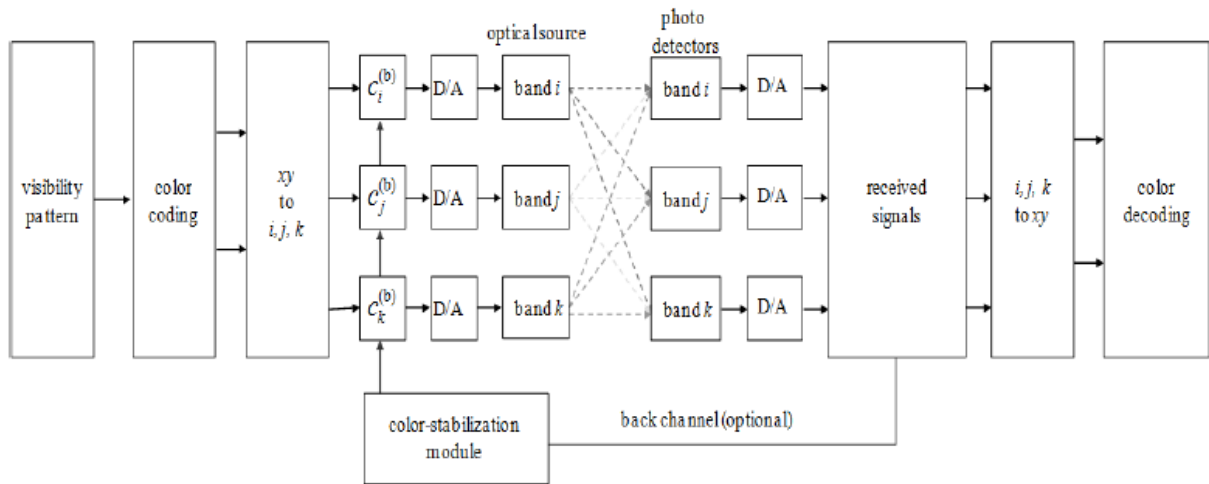 optical source
photo
detectors
visibility
pattern
color
coding
xy
to
i, j, k
C_i^(b)
D/A
band i
band i
D/A
C_j^(b)
D/A
band j
band j
D/A
C_k^(b)
D/A
band k
band k
D/A
received
signals
i, j, k
to xy
color
decoding
color-stabilization
module
back channel (optional)